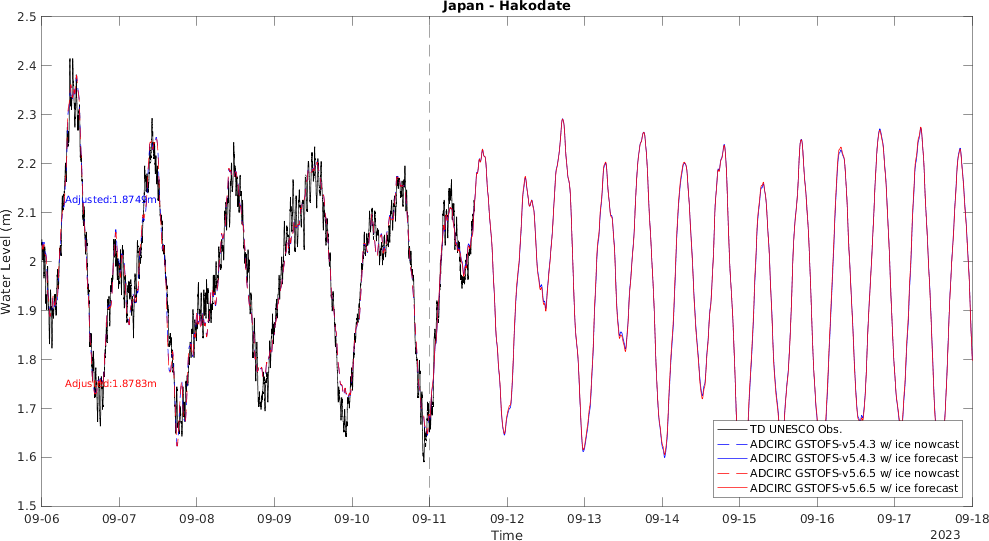 Japan - Hakodate
2.5
2.4
2.3
2.2
2.1
2
1.9
1.8
1.7
1.6
1.5
Water Level (m)
Adjusted:1.8749m
Adjusted:1.8783m
TD UNESCO Obs.
ADCIRC GSTOFS-v5.4.3 w/ ice nowcast
ADCIRC GSTOFS-v5.4.3 w/ ice forecast
ADCIRC GSTOFS-v5.6.5 w/ ice nowcast
ADCIRC GSTOFS-v5.6.5 w/ ice forecast
09-06 09-07 09-08 09-09 09-10 09-11 09-12 09-13 09-14 09-15 09-16 09-17 09-18
Time
2023